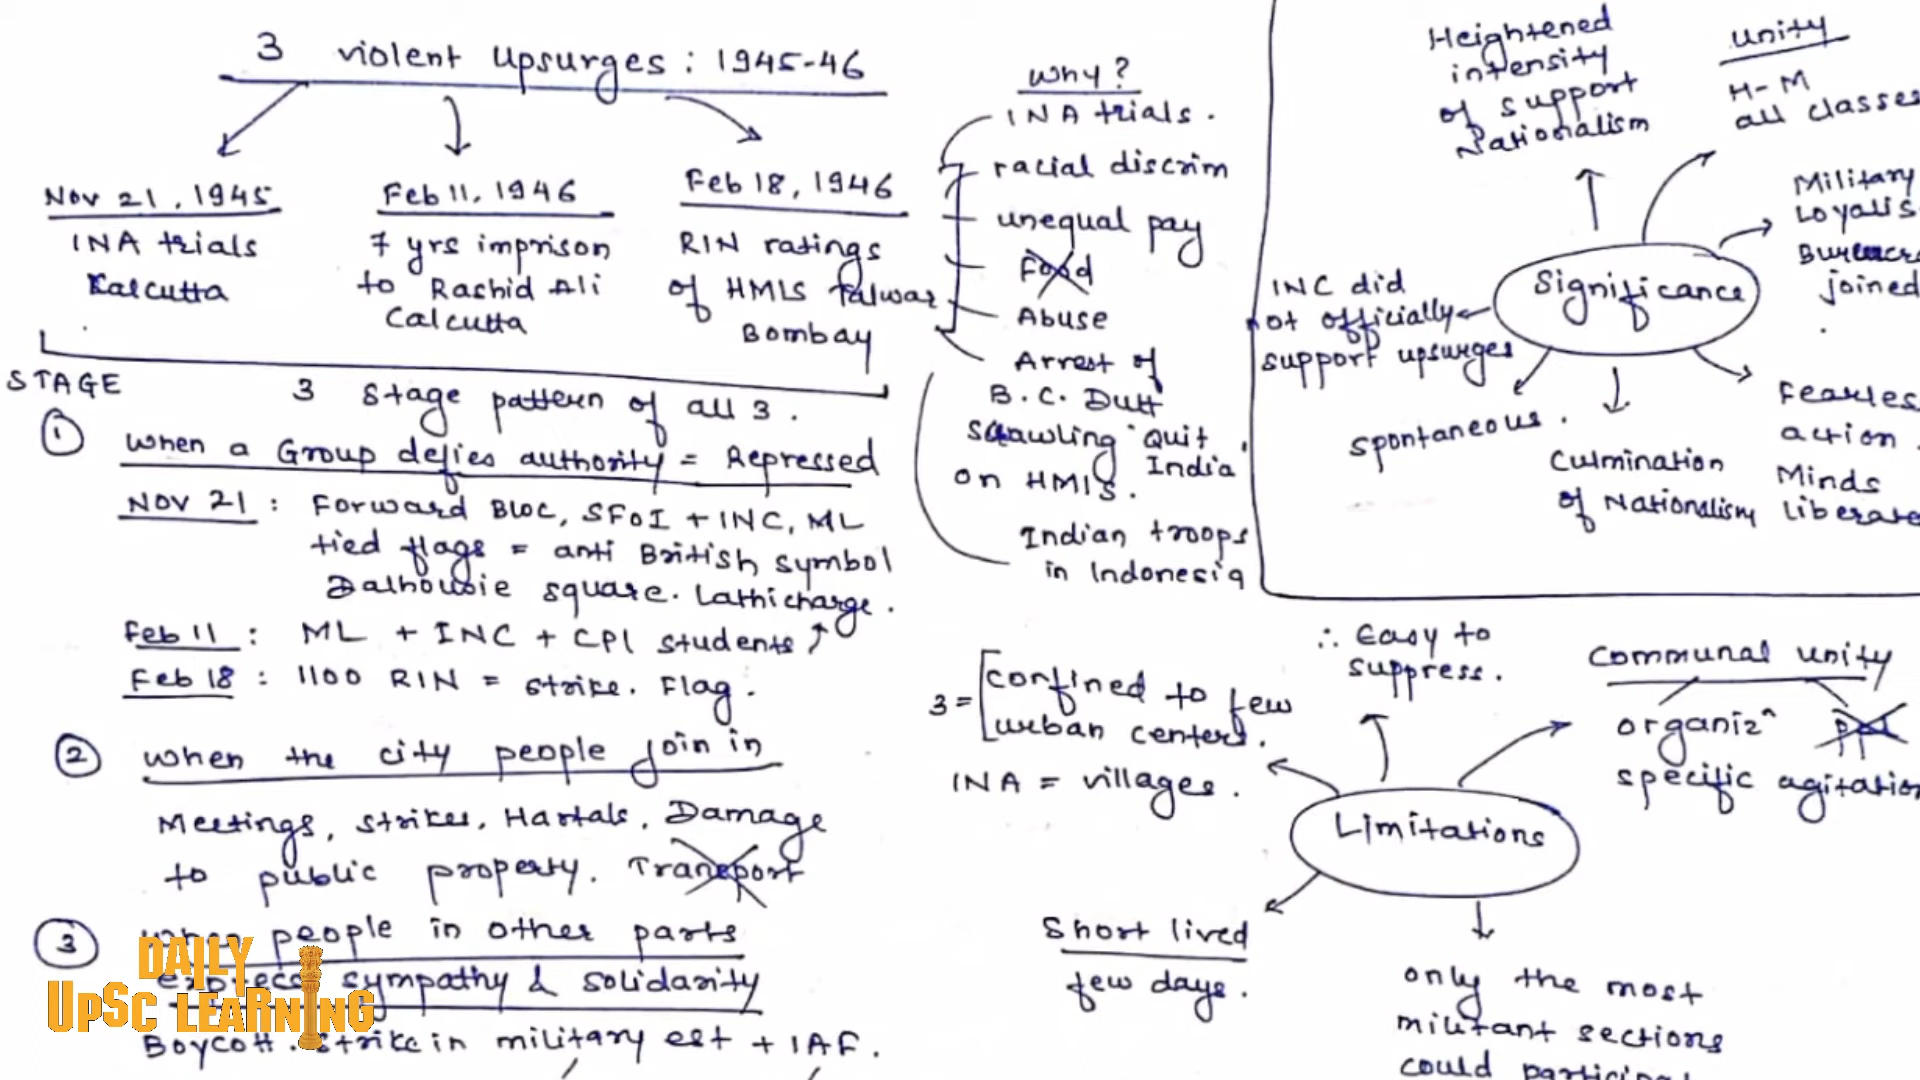 3 violent upsurges : 1945-46
Nov 21, 1945
INA trials
Calcutta
Feb 11, 1946
7 yrs imprison
to Rashid Ali
Calcutta
Feb 18, 1946
RIN ratings
of HMIS Talwar
Bombay
STAGE
3 stage pattern of all 3.
1 when a Group defies authority = Repressed
Nov 21 : Forward Bloc, SFOI + INC, ML
tied flags = anti British symbol
Dalhousie square. Lathicharge.
Feb 11 : ML + INC + CPI students
Feb 18 : 1100 RIN = strike. Flag.
2 when the city people join in
Meetings, strikes, Hartals, Damage
to public property. Transport
3 when people in other parts
express sympathy & solidarity
Boycott. Strike in military est + IAF.
DAILY
UPSC LEARNING
why?
INA trials.
racial discrim
unequal pay
Food
Abuse
Arrest of
B.C. Dutt
scrawling "Quit
India'
on HMIS.
Indian troops
in Indonesia
Heightened
intensity
of support
Nationalism
unity
H-M
all classes
Military
Loyalis
joined
Significance
INC did
not officially
support upsurges
spontaneous.
Culmination
of Nationalism
Fearles
action.
Minds
liberate
∴ Easy to
suppress.
3 = confined to few
urban centers.
INA = villages.
communal unity
organizn
ppl
specific agitation
Limitations
Short lived
few days.
only the most
militant sections
could participat